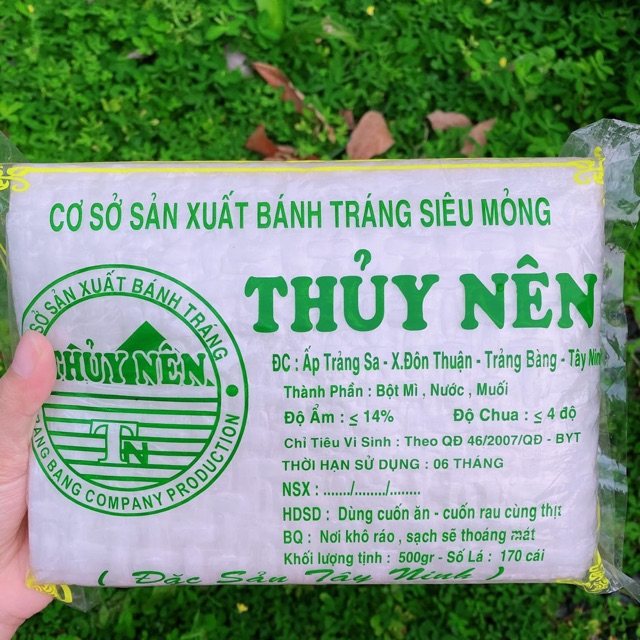 CƠ SỞ SẢN XUẤT BÁNH TRÁNG SIÊU MỎNG
THỦY NÊN
SỞ SẢN XUẤT BÁNH TRÁNG
THỦY NÊN
TN
BANG COMPANY PRODUCTION
ĐC : Ấp Trảng Sa - X.Đôn Thuận - Trảng Bàng - Tây Ninh
Thành Phần : Bột Mì , Nước , Muối
Độ Ẩm : ≤ 14% Độ Chua : ≤ 4 độ
Chỉ Tiêu Vi Sinh : Theo QĐ 46/2007/QĐ - BYT
THỜI HẠN SỬ DỤNG : 06 THÁNG
NSX : ......./......../........
HDSD : Dùng cuốn ăn - cuốn rau cùng thịt
BQ : Nơi khô ráo , sạch sẽ thoáng mát
Khối lượng tịnh : 500gr - Số Lá : 170 cái
( Đặc Sản Tây Ninh )